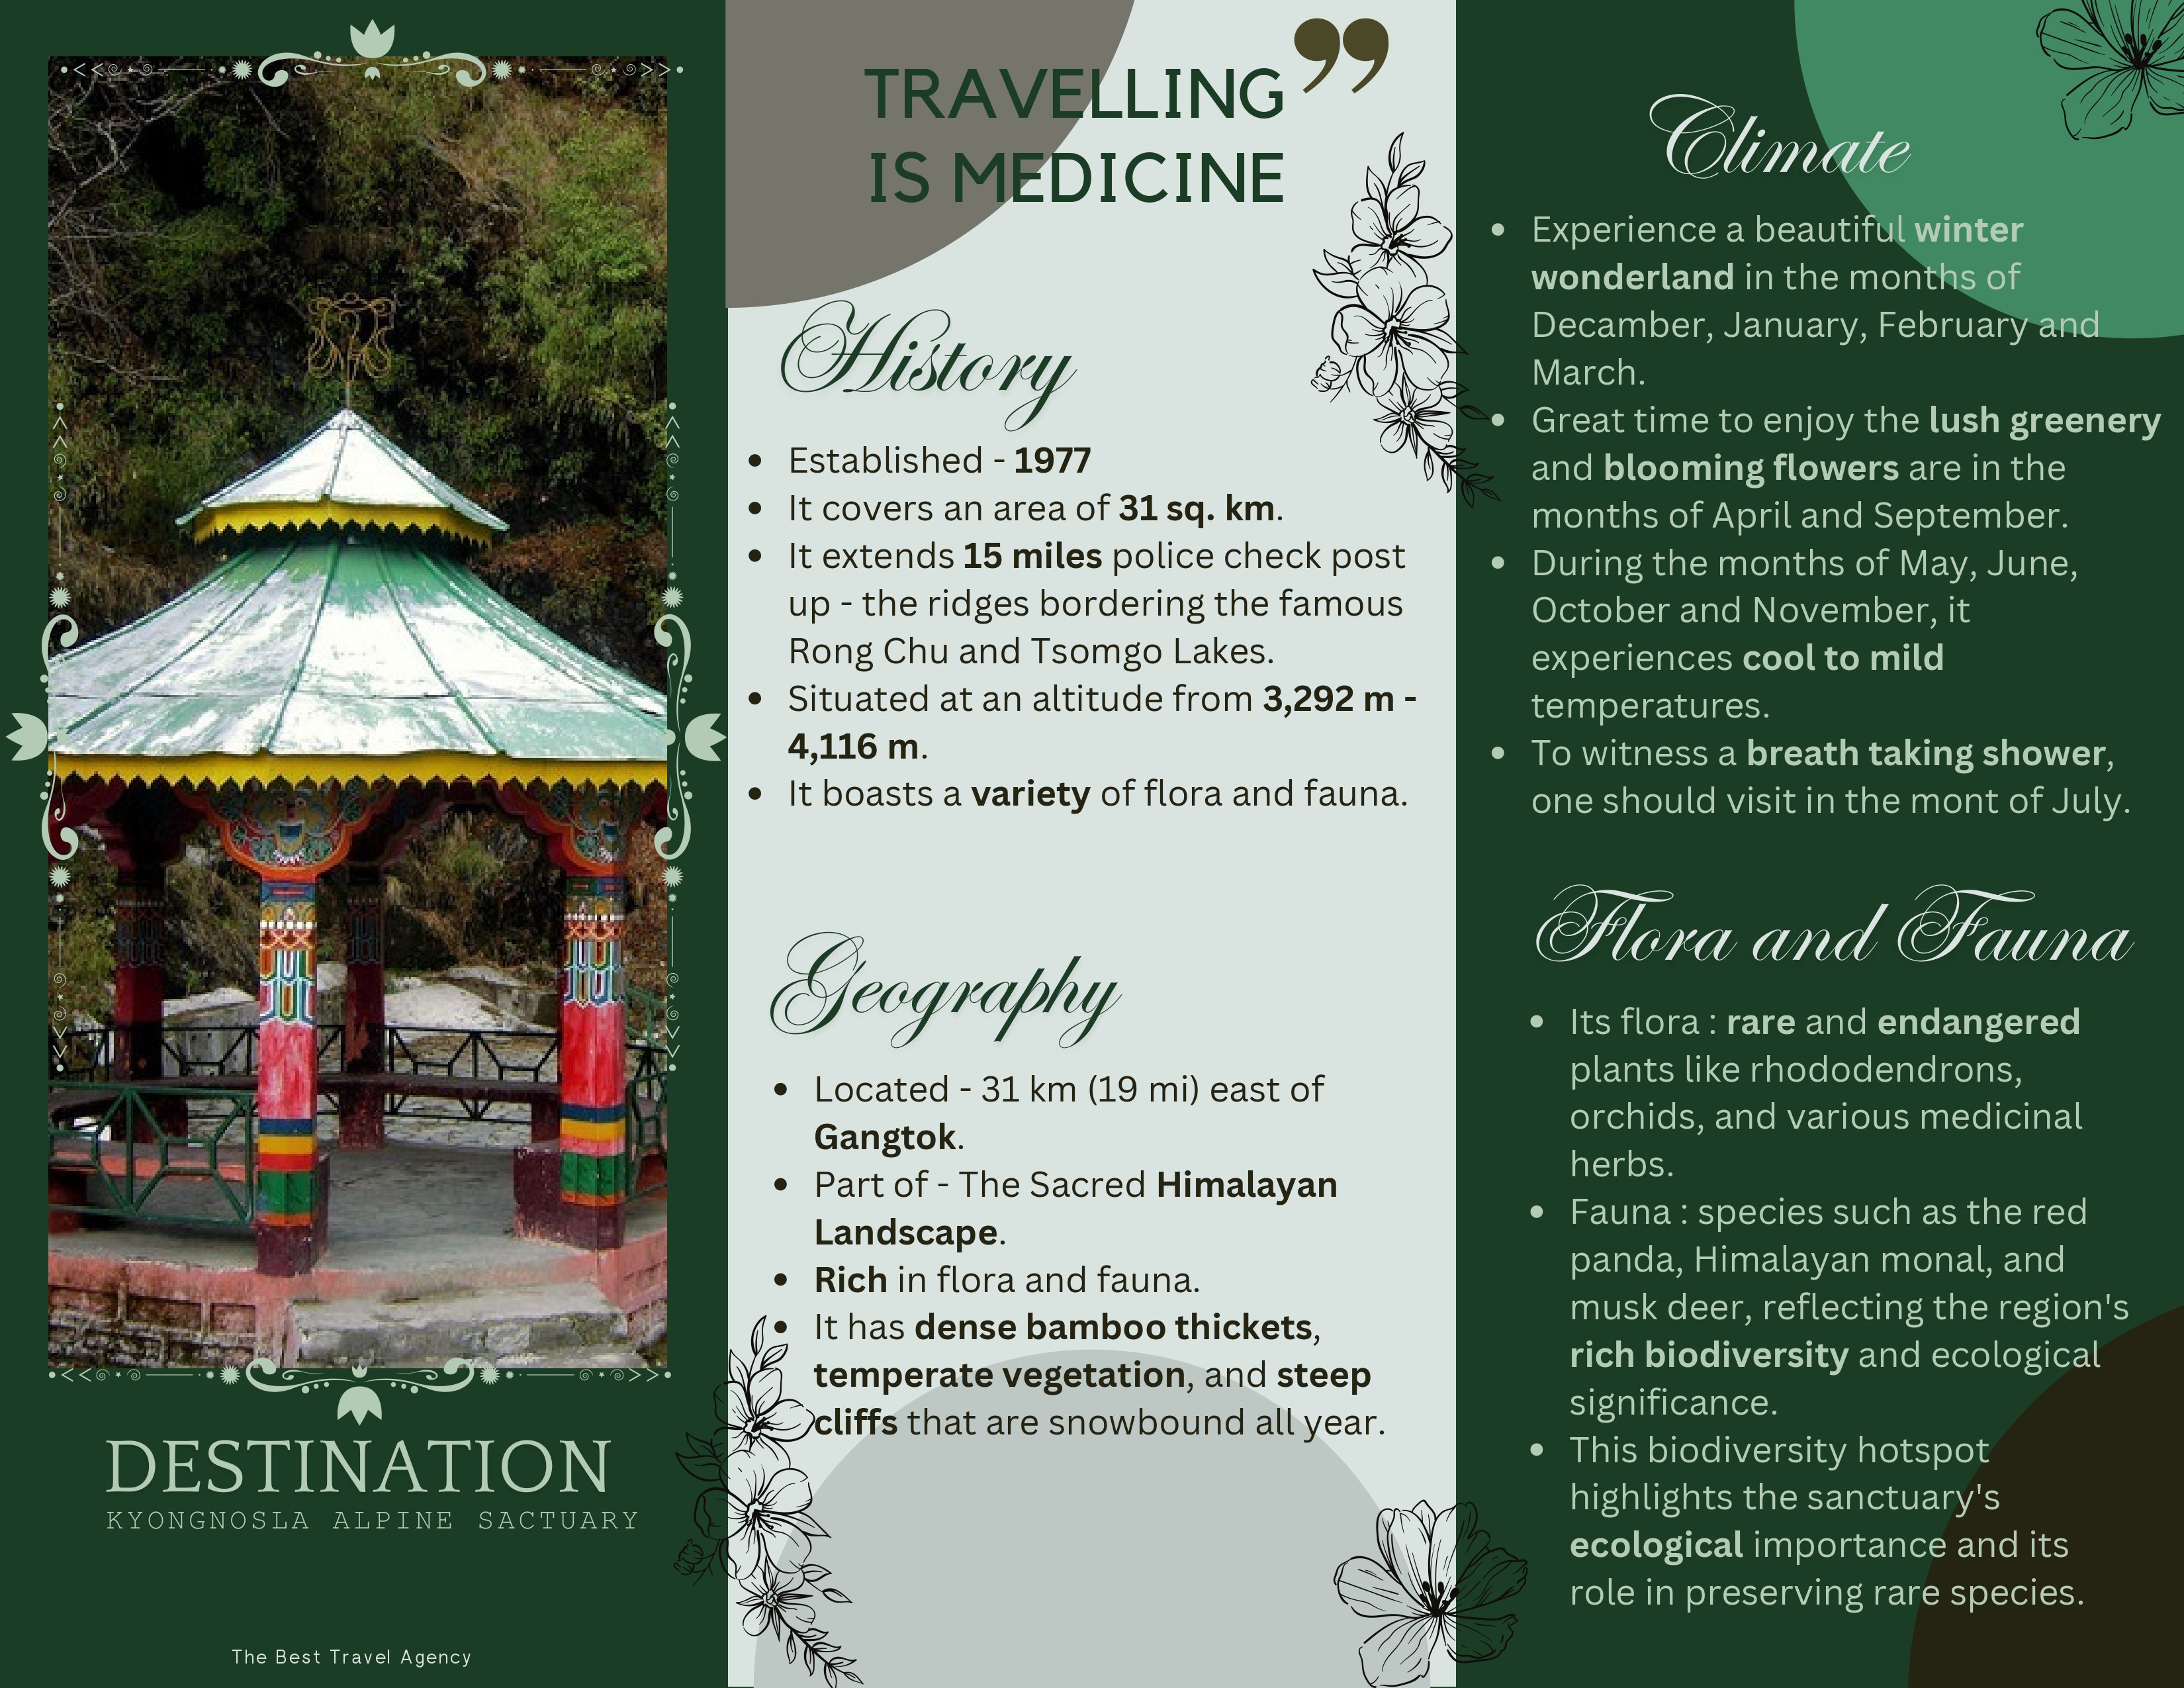 DESTINATION
KYONGNOSLA ALPINE SACTUARY
The Best Travel Agency
TRAVELLING ”
IS MEDICINE
History
• Established - 1977
• It covers an area of 31 sq. km.
• It extends 15 miles police check post
up - the ridges bordering the famous
Rong Chu and Tsomgo Lakes.
• Situated at an altitude from 3,292 m -
4,116 m.
• It boasts a variety of flora and fauna.
Geography
• Located - 31 km (19 mi) east of
Gangtok.
• Part of - The Sacred Himalayan
Landscape.
• Rich in flora and fauna.
• It has dense bamboo thickets,
temperate vegetation, and steep
cliffs that are snowbound all year.
Climate
• Experience a beautiful winter
wonderland in the months of
Decamber, January, February and
March.
• Great time to enjoy the lush greenery
and blooming flowers are in the
months of April and September.
• During the months of May, June,
October and November, it
experiences cool to mild
temperatures.
• To witness a breath taking shower,
one should visit in the mont of July.
Flora and Fauna
• Its flora : rare and endangered
plants like rhododendrons,
orchids, and various medicinal
herbs.
• Fauna : species such as the red
panda, Himalayan monal, and
musk deer, reflecting the region's
rich biodiversity and ecological
significance.
• This biodiversity hotspot
highlights the sanctuary's
ecological importance and its
role in preserving rare species.